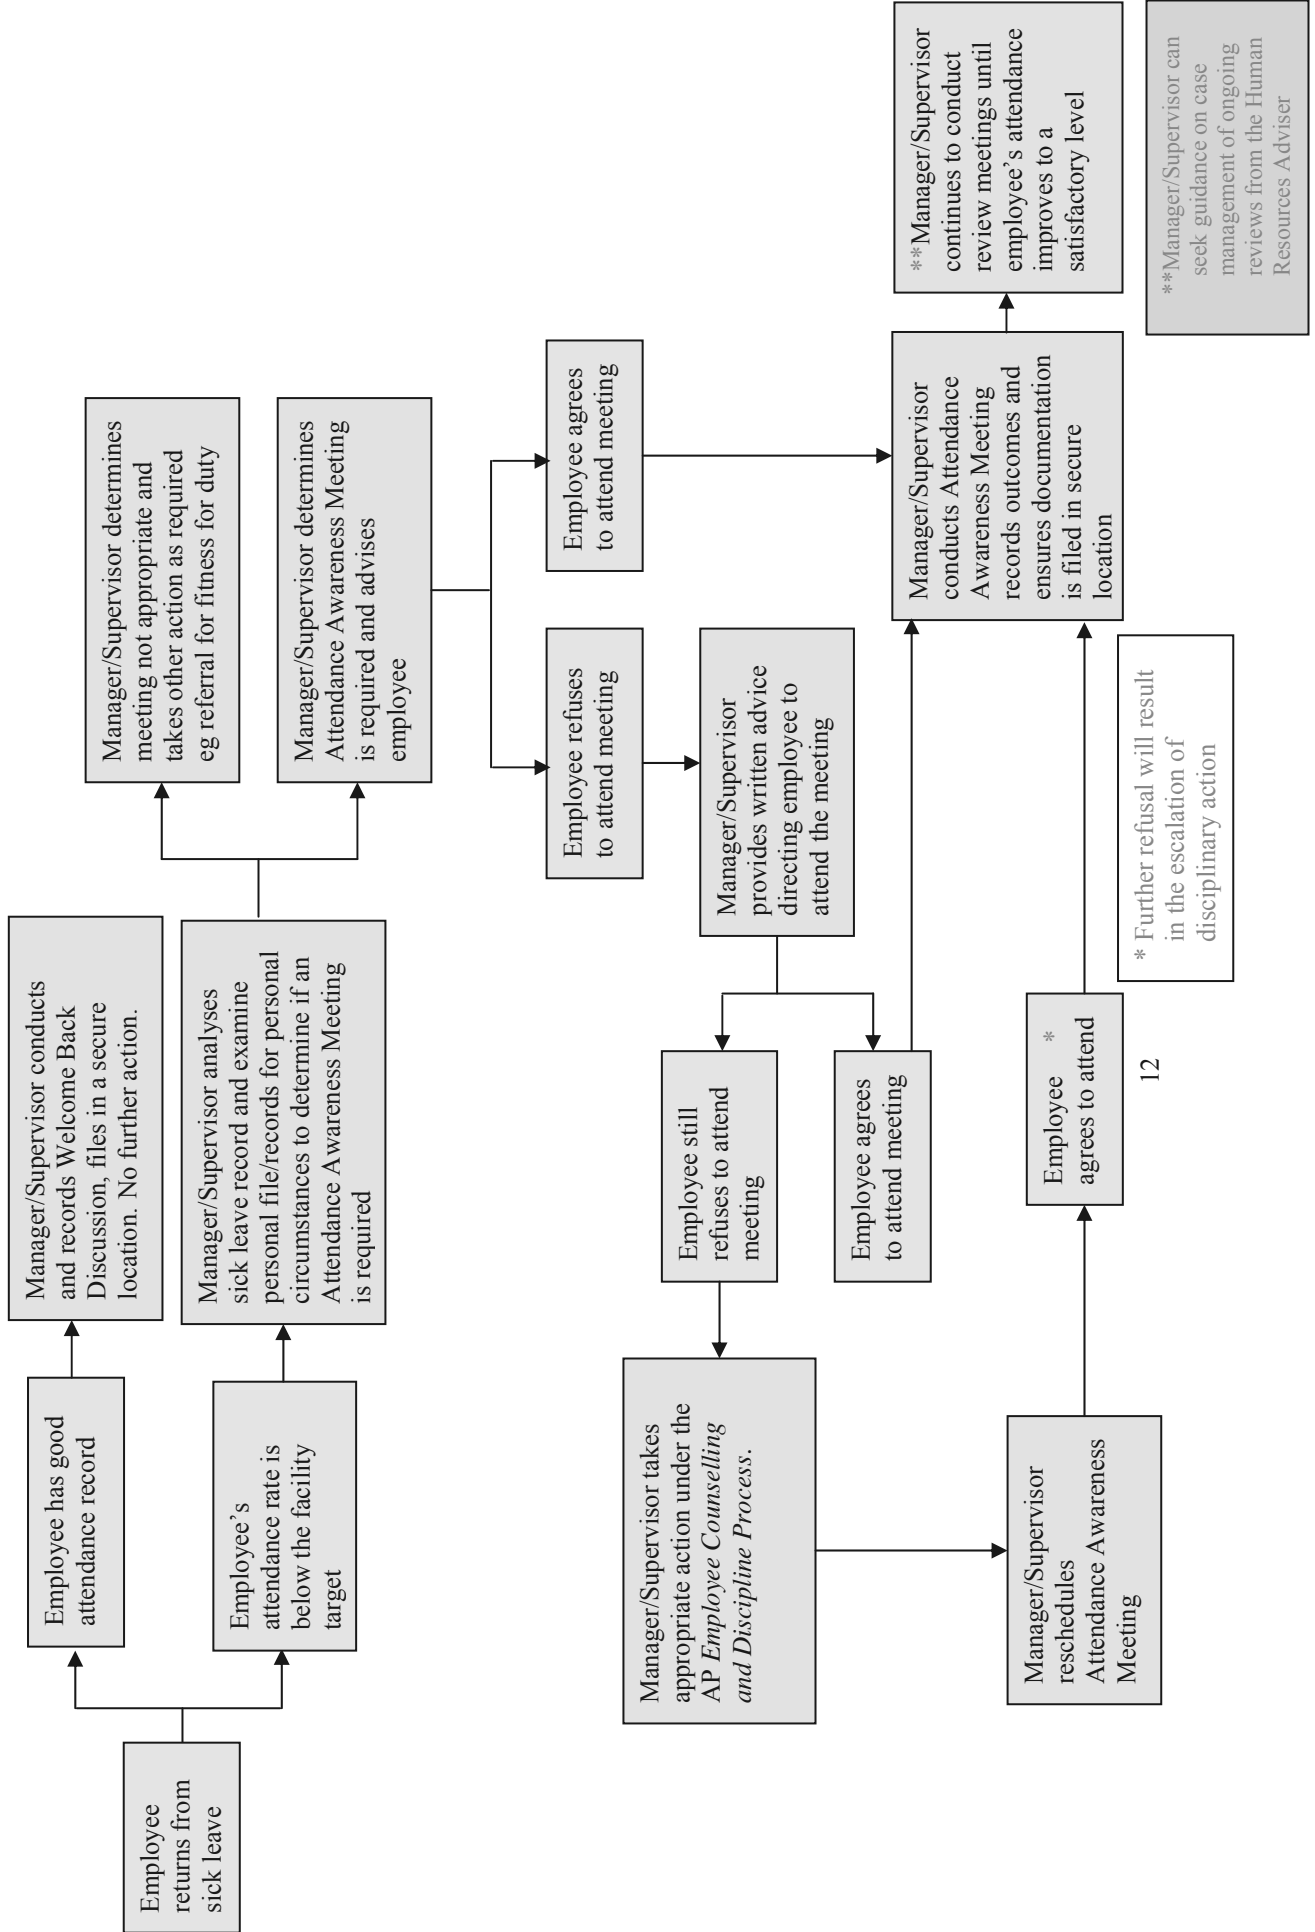 Employee
returns from
sick leave
Employee has good
attendance record
Manager/Supervisor conducts
and records Welcome Back
Discussion, files in a secure
location. No further action.
Employee’s
attendance rate is
below the facility
target
Manager/Supervisor analyses
sick leave record and examine
personal file/records for personal
circumstances to determine if an
Attendance Awareness Meeting
is required
Manager/Supervisor determines
meeting not appropriate and
takes other action as required
eg referral for fitness for duty
Manager/Supervisor determines
Attendance Awareness Meeting
is required and advises
employee
Employee refuses
to attend meeting
Employee agrees
to attend meeting
Manager/Supervisor
provides written advice
directing employee to
attend the meeting
Employee still
refuses to attend
meeting
Employee agrees
to attend meeting
Manager/Supervisor takes
appropriate action under the
AP Employee Counselling
and Discipline Process.
Manager/Supervisor
reschedules
Attendance Awareness
Meeting
Employee *
agrees to attend
* Further refusal will result
in the escalation of
disciplinary action
Manager/Supervisor
conducts Attendance
Awareness Meeting
records outcomes and
ensures documentation
is filed in secure
location
**Manager/Supervisor
continues to conduct
review meetings until
employee’s attendance
improves to a
satisfactory level
**Manager/Supervisor can
seek guidance on case
management of ongoing
reviews from the Human
Resources Adviser
12